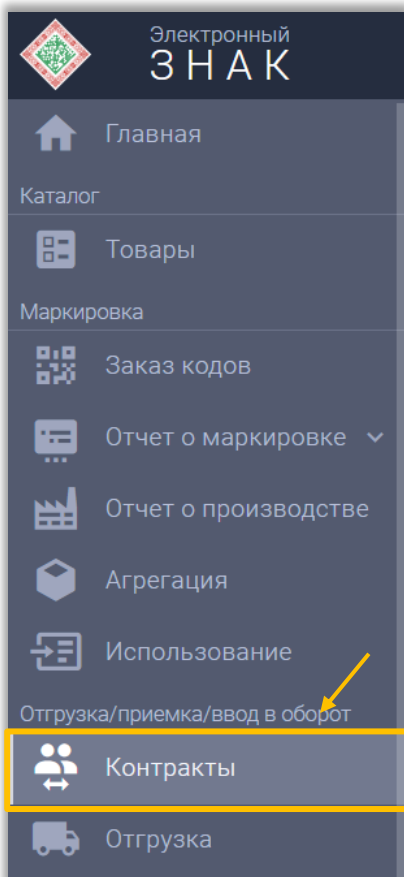 Электронный
ЗНАК
Главная
Каталог
Товары
Маркировка
Заказ кодов
Отчет о маркировке
Отчет о производстве
Агрегация
Использование
Отгрузка/приемка/ввод в оборот
Контракты
Отгрузка